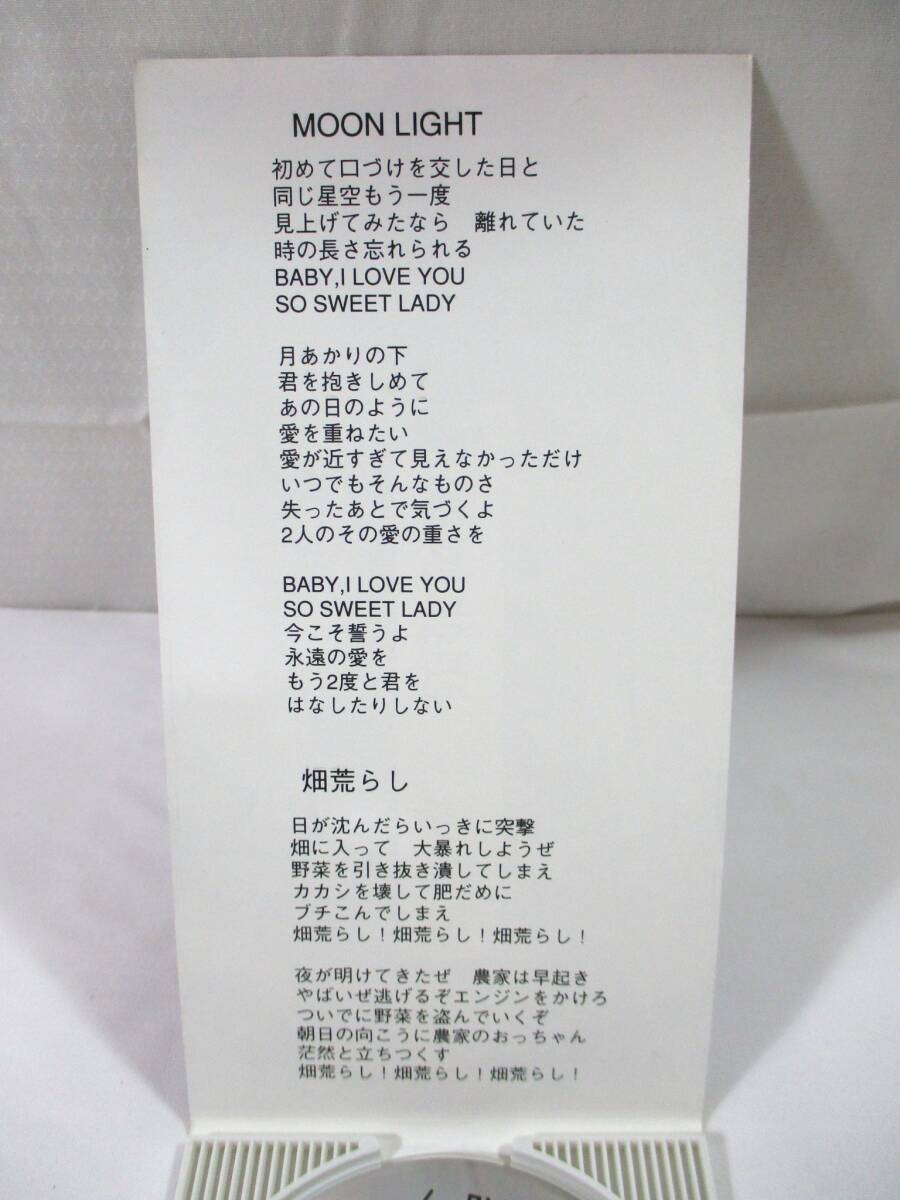 MOON LIGHT
初めて口づけを交した日と
同じ星空もう一度
見上げてみたなら　離れていた
時の長さ忘れられる
BABY,I LOVE YOU
SO SWEET LADY
月あかりの下
君を抱きしめて
あの日のように
愛を重ねたい
愛が近すぎて見えなかっただけ
いつでもそんなものさ
失ったあとで気づくよ
2人のその愛の重さを
BABY,I LOVE YOU
SO SWEET LADY
今こそ誓うよ
永遠の愛を
もう2度と君を
はなしたりしない
畑荒らし
日が沈んだらいっきに突撃
畑に入って　大暴れしようぜ
野菜を引き抜き潰してしまえ
カカシを壊して肥だめに
ブチこんでしまえ
畑荒らし！畑荒らし！畑荒らし！
夜が明けてきたぜ　農家は早起き
やばいぜ逃げるぞエンジンをかけろ
ついでに野菜を盗んでいくぞ
朝日の向こうに農家のおっちゃん
茫然と立ちつくす
畑荒らし！畑荒らし！畑荒らし！